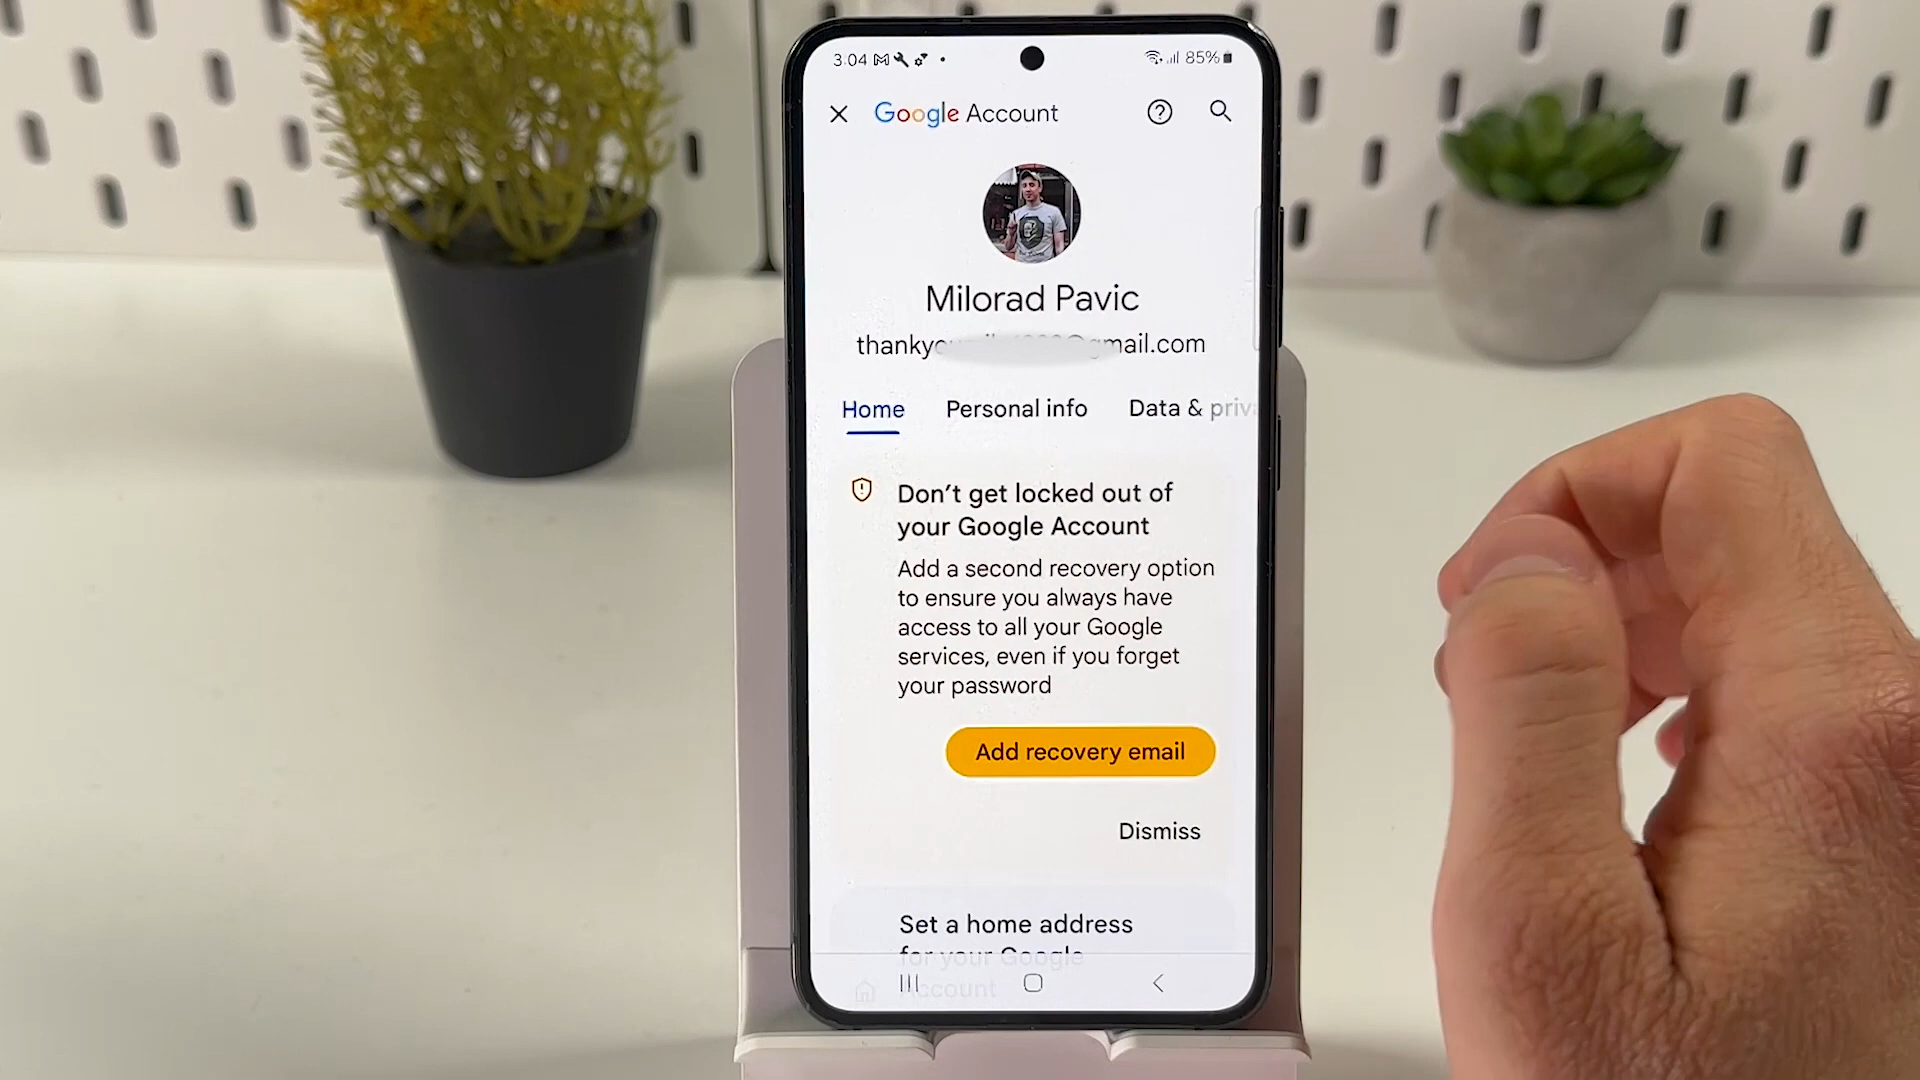 3:04 85%
Google Account
Milorad Pavic
gmail.com
Home Personal info Data & priv
Don't get locked out of
your Google Account
Add a second recovery option
to ensure you always have
access to all your Google
services, even if you forget
your password
Add recovery email
Dismiss
Set a home address
for your Google
Account